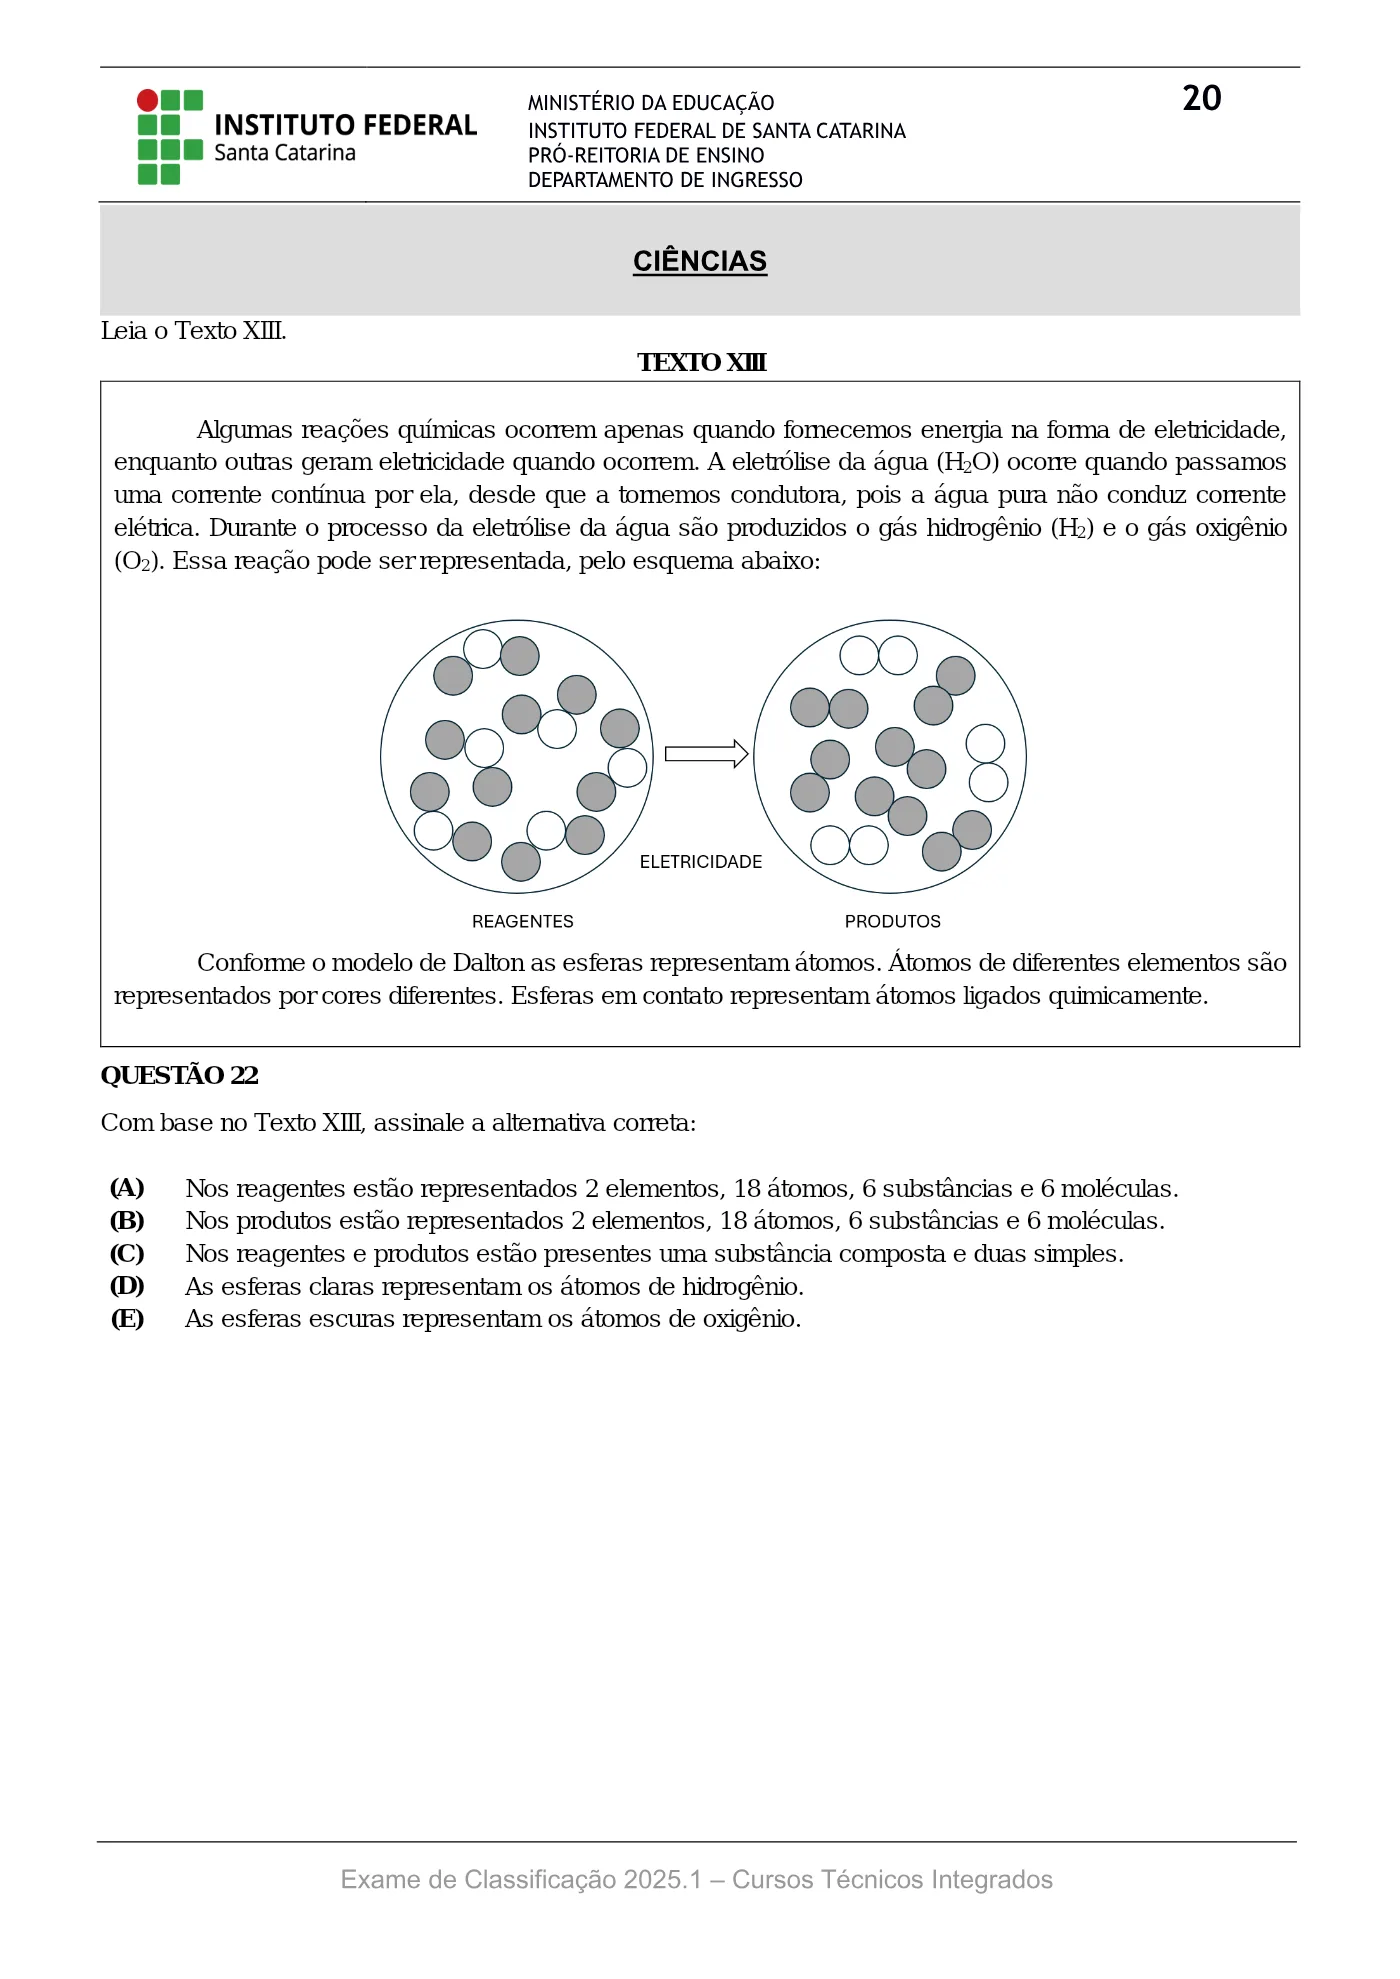 INSTITUTO FEDERAL
Santa Catarina
MINISTÉRIO DA EDUCAÇÃO
INSTITUTO FEDERAL DE SANTA CATARINA
PRÓ-REITORIA DE ENSINO
DEPARTAMENTO DE INGRESSO
20
CIÊNCIAS
Leia o Texto XIII.
TEXTO XIII
Algumas reações químicas ocorrem apenas quando fornecemos energia na forma de eletricidade,
enquanto outras geram eletricidade quando ocorrem. A eletrólise da água (H₂O) ocorre quando passamos
uma corrente contínua por ela, desde que a tornemos condutora, pois a água pura não conduz corrente
elétrica. Durante o processo da eletrólise da água são produzidos o gás hidrogênio (H₂) e o gás oxigênio
(O₂). Essa reação pode ser representada, pelo esquema abaixo:
ELETRICIDADE
REAGENTES
PRODUTOS
Conforme o modelo de Dalton as esferas representam átomos. Átomos de diferentes elementos são
representados por cores diferentes. Esferas em contato representam átomos ligados quimicamente.
QUESTÃO 22
Com base no Texto XIII, assinale a alternativa correta:
(A) Nos reagentes estão representados 2 elementos, 18 átomos, 6 substâncias e 6 moléculas.
(B) Nos produtos estão representados 2 elementos, 18 átomos, 6 substâncias e 6 moléculas.
(C) Nos reagentes e produtos estão presentes uma substância composta e duas simples.
(D) As esferas claras representam os átomos de hidrogênio.
(E) As esferas escuras representam os átomos de oxigênio.
Exame de Classificação 2025.1 – Cursos Técnicos Integrados